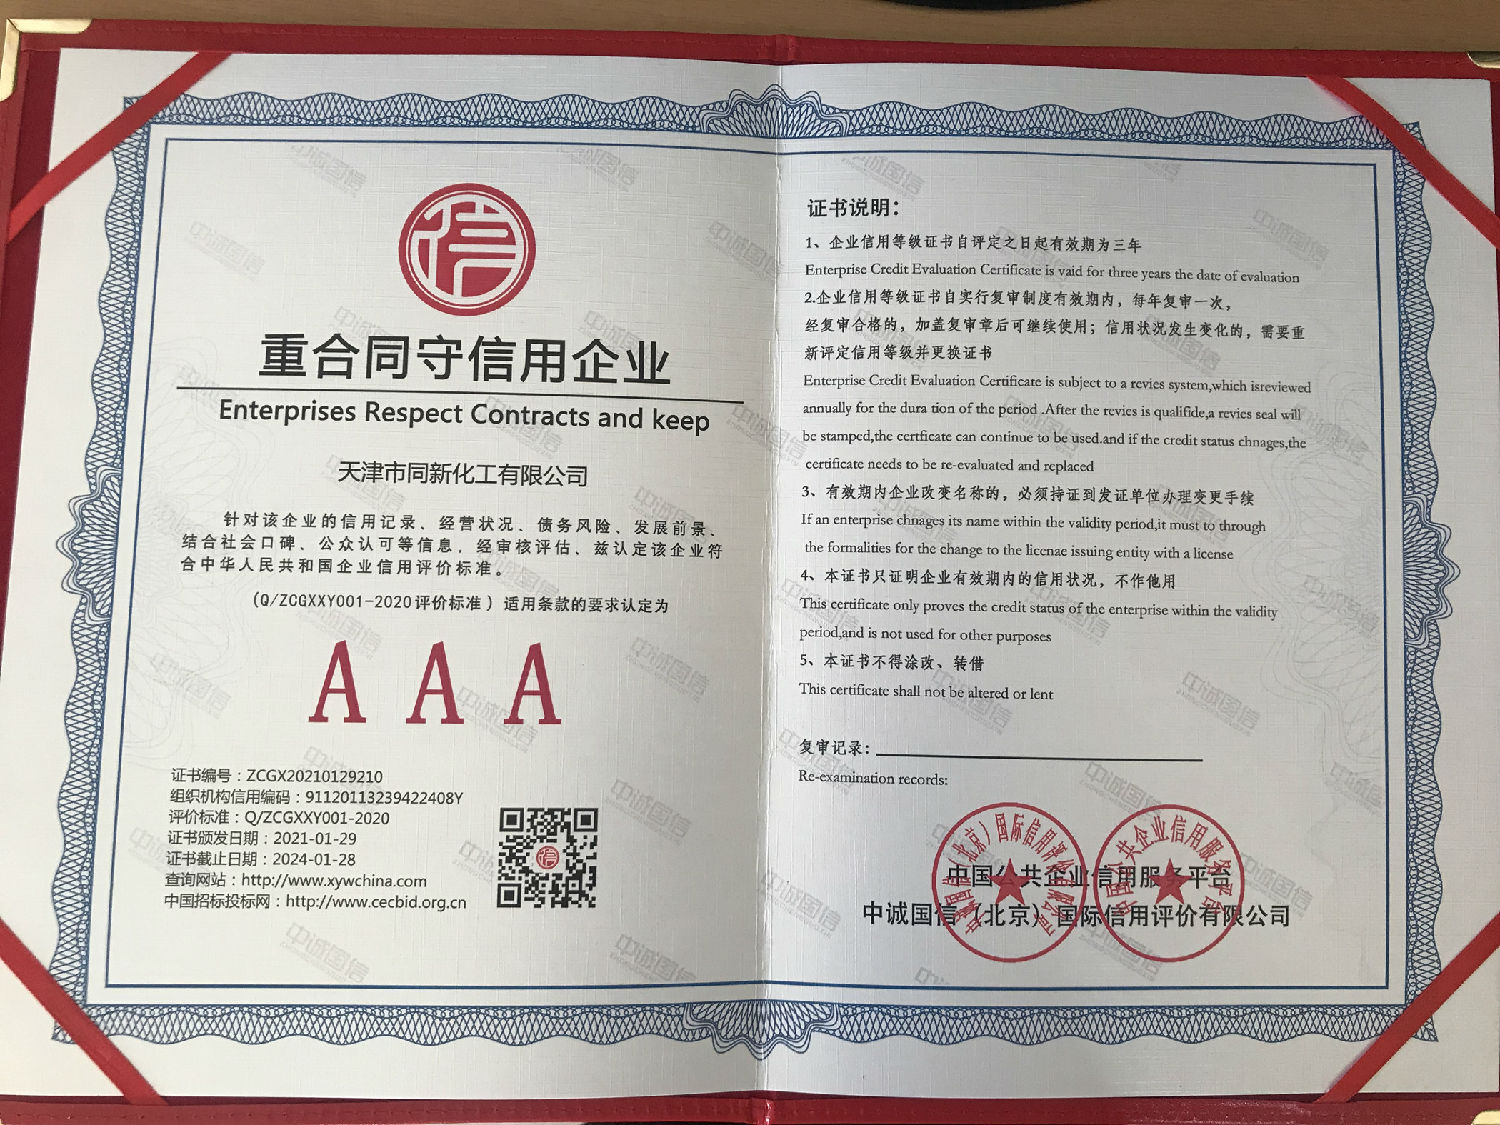 重合同守信用企业
Enterprises Respect Contracts and keep
天津市同新化工有限公司
针对该企业的信用记录、经营状况、债务风险、发展前景、
结合社会口碑、公众认可等信息，经审核评估、兹认定该企业符
合中华人民共和国企业信用评价标准。
（Q/ZCGXXY001-2020评价标准）适用条款的要求认定为
AAA
证书编号：ZCGX20210129210
组织机构信用编码：91120113239422408Y
评价标准：Q/ZCGXXY001-2020
证书颁发日期：2021-01-29
证书截止日期：2024-01-28
查询网站：http://www.xywchina.com
中国招标投标网：http://www.cecbid.org.cn
证书说明：
1、企业信用等级证书自评定之日起有效期为三年
Enterprise Credit Evaluation Certificate is vaid for three years the date of evaluation
2.企业信用等级证书自实行复审制度有效期内，每年复审一次，
经复审合格的，加盖复审章后可继续使用；信用状况发生变化的，需要重
新评定信用等级并更换证书
Enterprise Credit Evaluation Certificate is subject to a revies system,which isreviewed
annually for the dura tion of the period .After the revies is qualifide,a revies seal will
be stamped,the certficate can continue to be used.and if the credit status chnages,the
certificate needs to be re-evaluated and replaced
3、有效期内企业改变名称的，必须持证到发证单位办理变更手续
If an enterprise chnages its name within the validity period,it must to through
the formalities for the change to the licenae issuing entity with a license
4、本证书只证明企业有效期内的信用状况，不作他用
This certificate only proves the credit status of the enterprise within the validity
period,and is not used for other purposes
5、本证书不得涂改、转借
This certificate shall not be altered or lent
复审记录：
Re-examination records:
中国公共企业信用服务平台
中诚国信（北京）国际信用评价有限公司